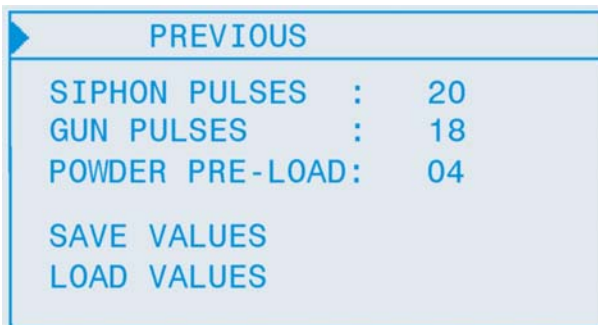 PREVIOUS
SIPHON PULSES : 20
GUN PULSES : 18
POWDER PRE-LOAD: 04
SAVE VALUES
LOAD VALUES